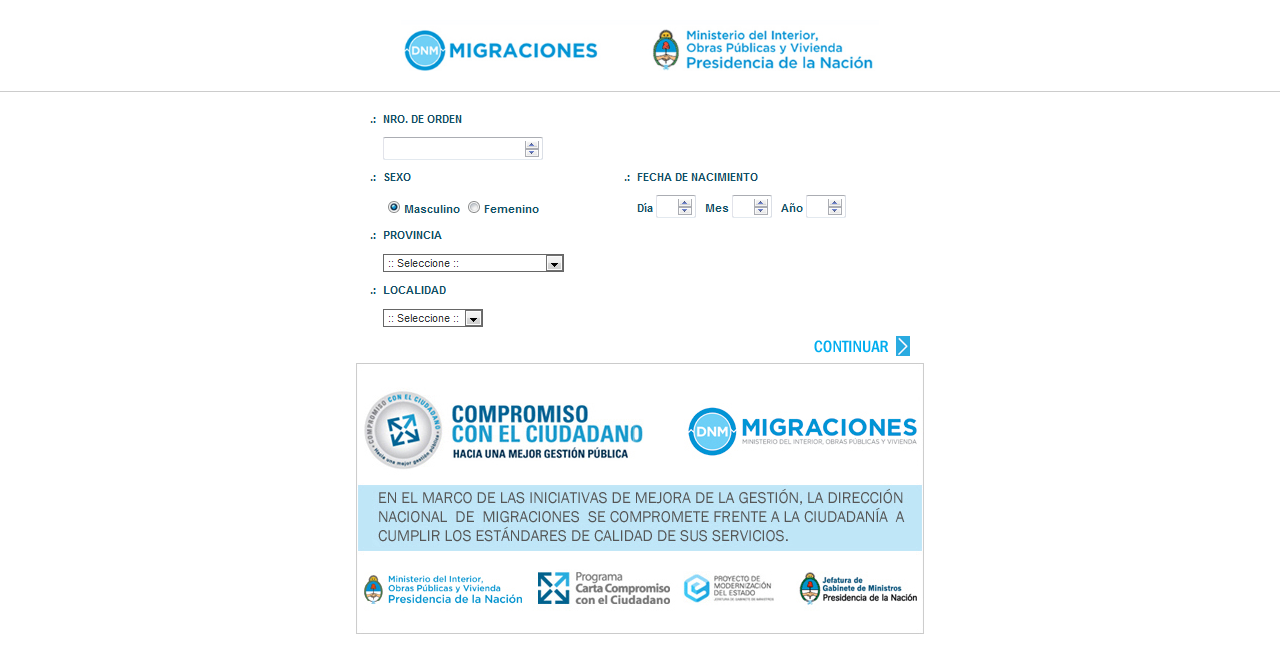 DNM MIGRACIONES
Ministerio del Interior,
Obras Públicas y Vivienda
Presidencia de la Nación
.: NRO. DE ORDEN
.: SEXO
.: FECHA DE NACIMIENTO
Masculino Femenino
Día Mes Año
.: PROVINCIA
:: Seleccione ::
.: LOCALIDAD
:: Seleccione ::
CONTINUAR
COMPROMISO CON EL CIUDADANO
Hacia una mejor gestión pública
COMPROMISO
CON EL CIUDADANO
HACIA UNA MEJOR GESTIÓN PÚBLICA
DNM MIGRACIONES
MINISTERIO DEL INTERIOR, OBRAS PÚBLICAS Y VIVIENDA
EN EL MARCO DE LAS INICIATIVAS DE MEJORA DE LA GESTIÓN, LA DIRECCIÓN
NACIONAL DE MIGRACIONES SE COMPROMETE FRENTE A LA CIUDADANÍA A
CUMPLIR LOS ESTÁNDARES DE CALIDAD DE SUS SERVICIOS.
Ministerio del Interior,
Obras Públicas y Vivienda
Presidencia de la Nación
Programa
Carta Compromiso
con el Ciudadano
PROYECTO DE
MODERNIZACIÓN
DEL ESTADO
JEFATURA DE GABINETE DE MINISTROS
Jefatura de
Gabinete de Ministros
Presidencia de la Nación